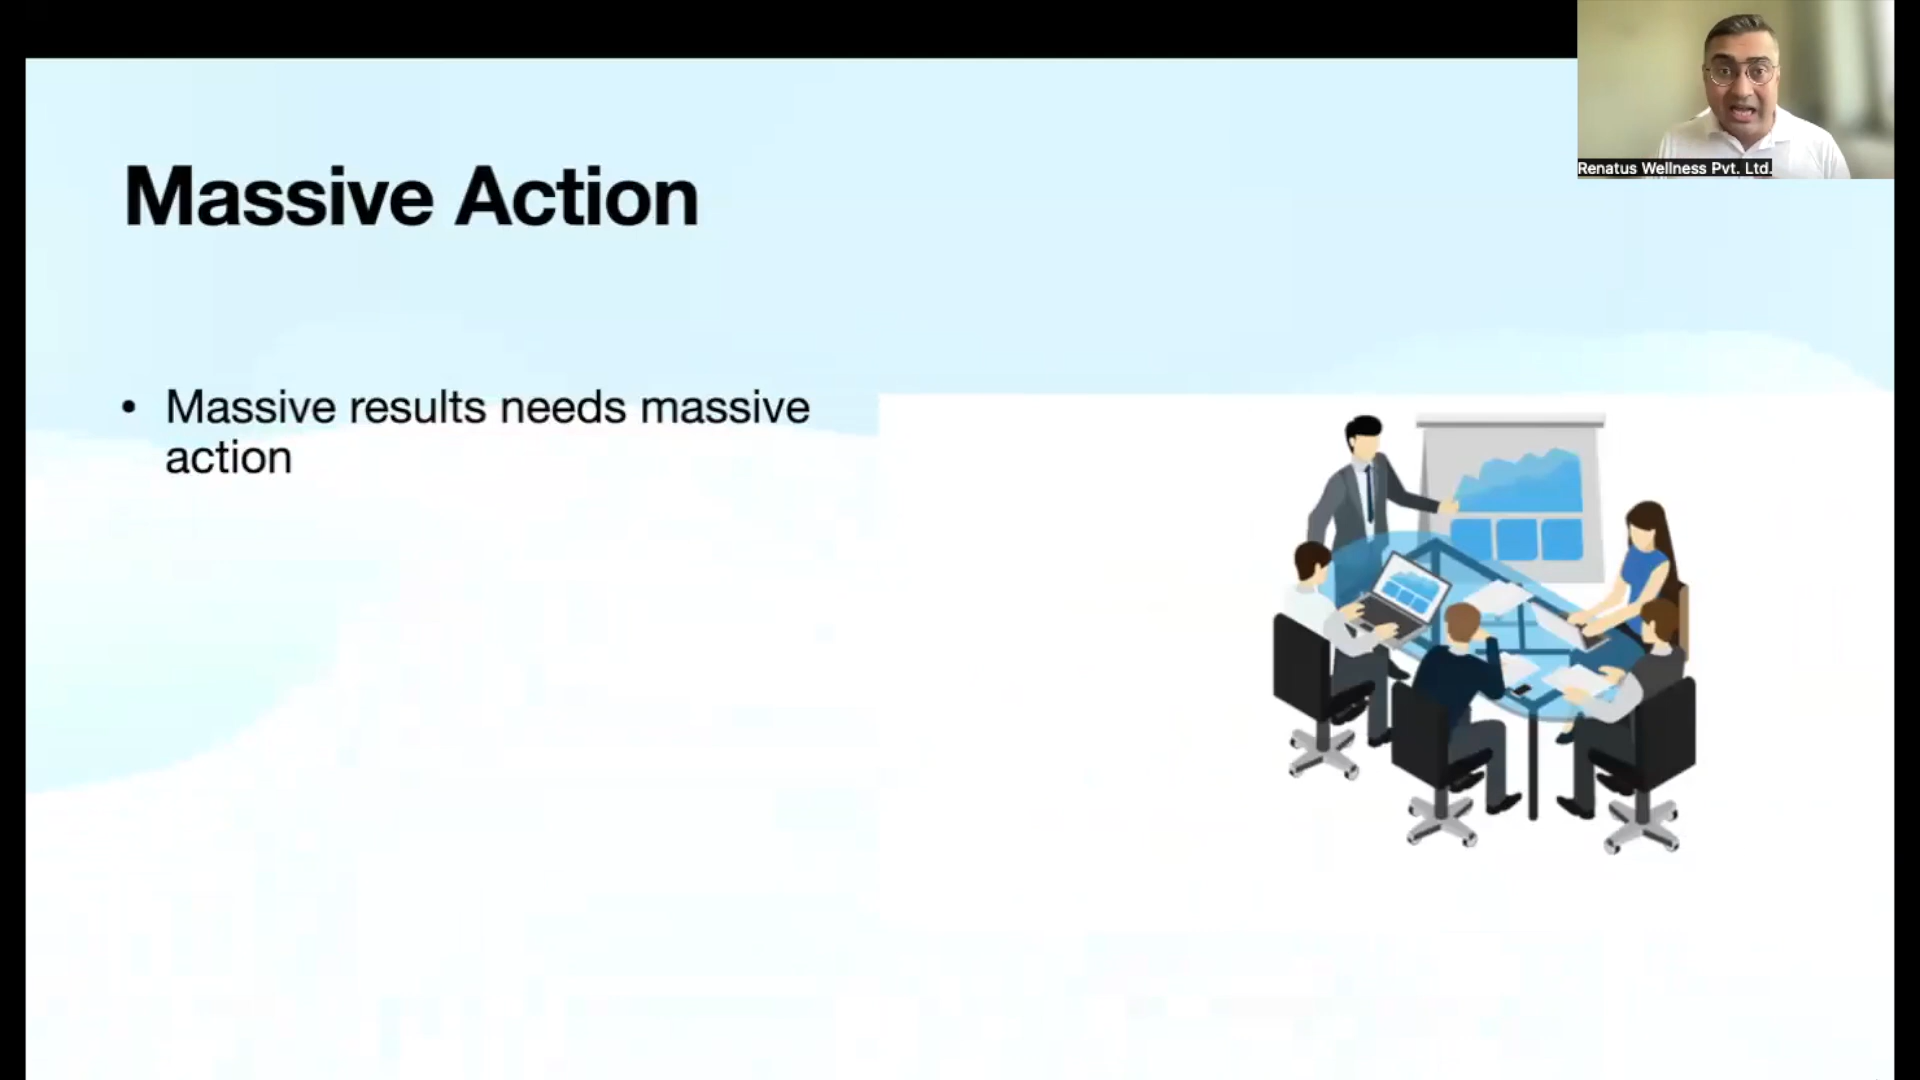 Renatus Wellness Pvt. Ltd.
Massive Action
• Massive results needs massive
action